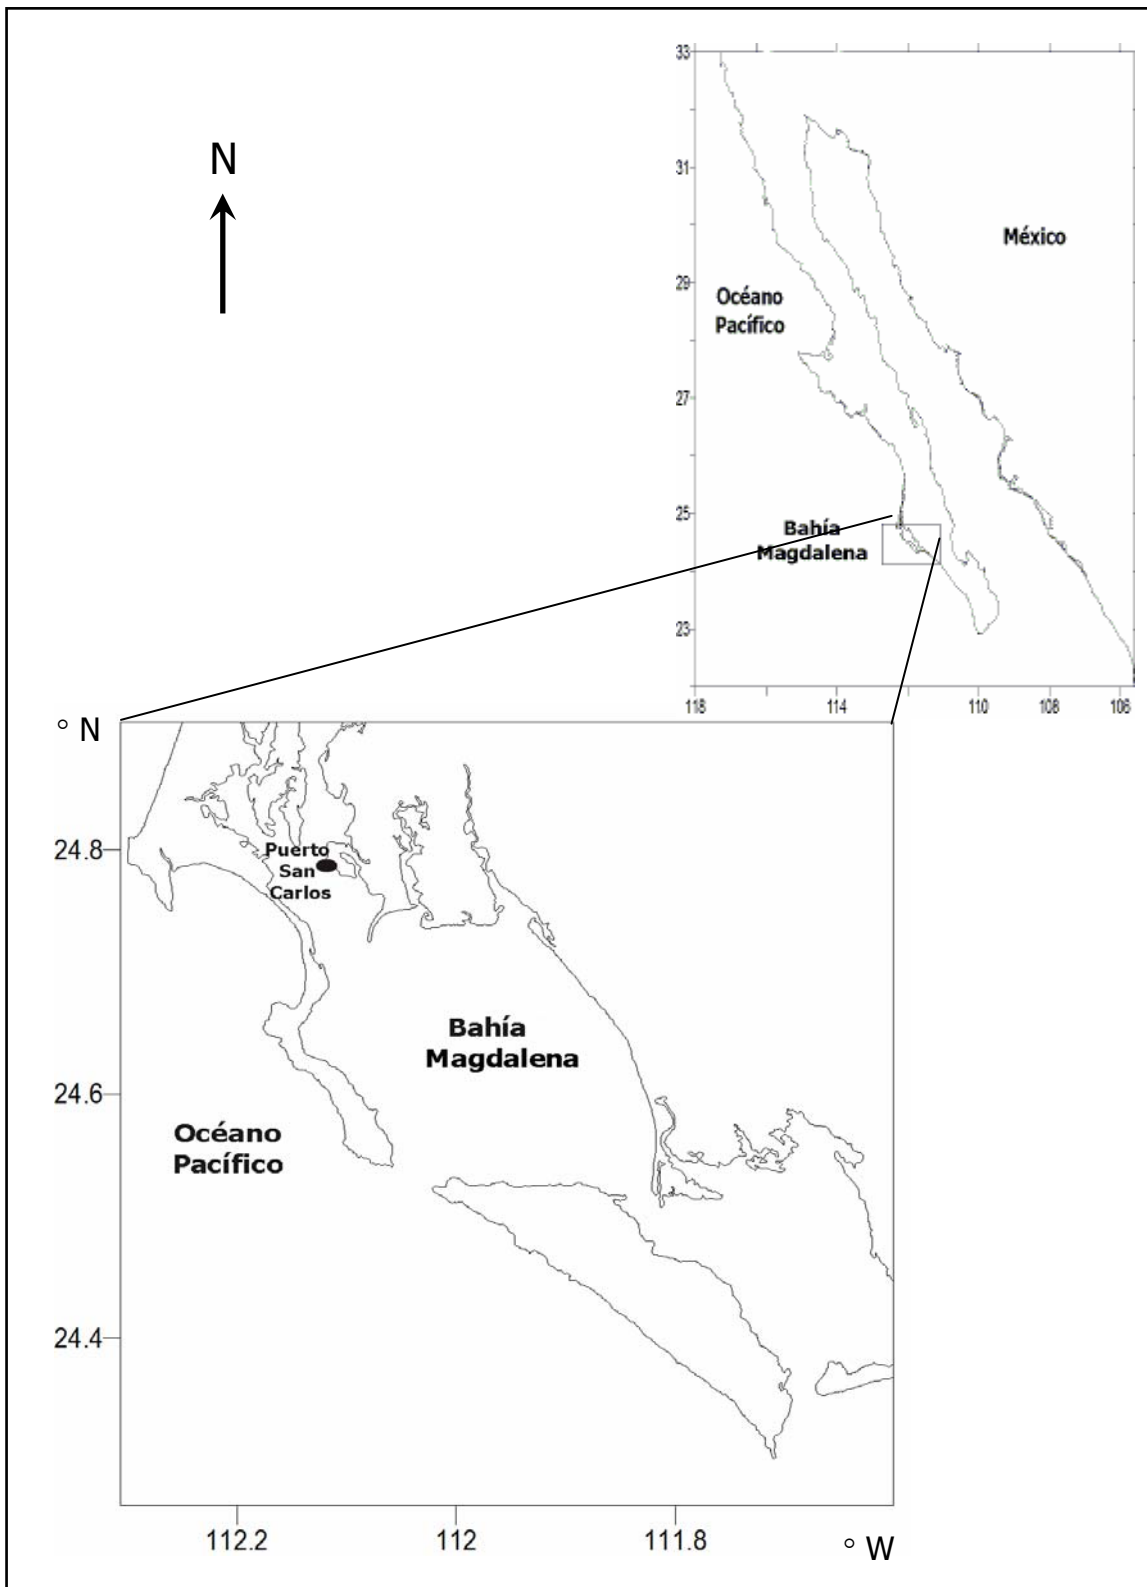 33
N
31
México
29
Océano
Pacífico
27
25
Bahía
Magdalena
23
118
114
110
108
106
° N
24.8
Puerto
San
Carlos
Bahía
Magdalena
24.6
Océano
Pacífico
24.4
112.2
112
111.8
° W